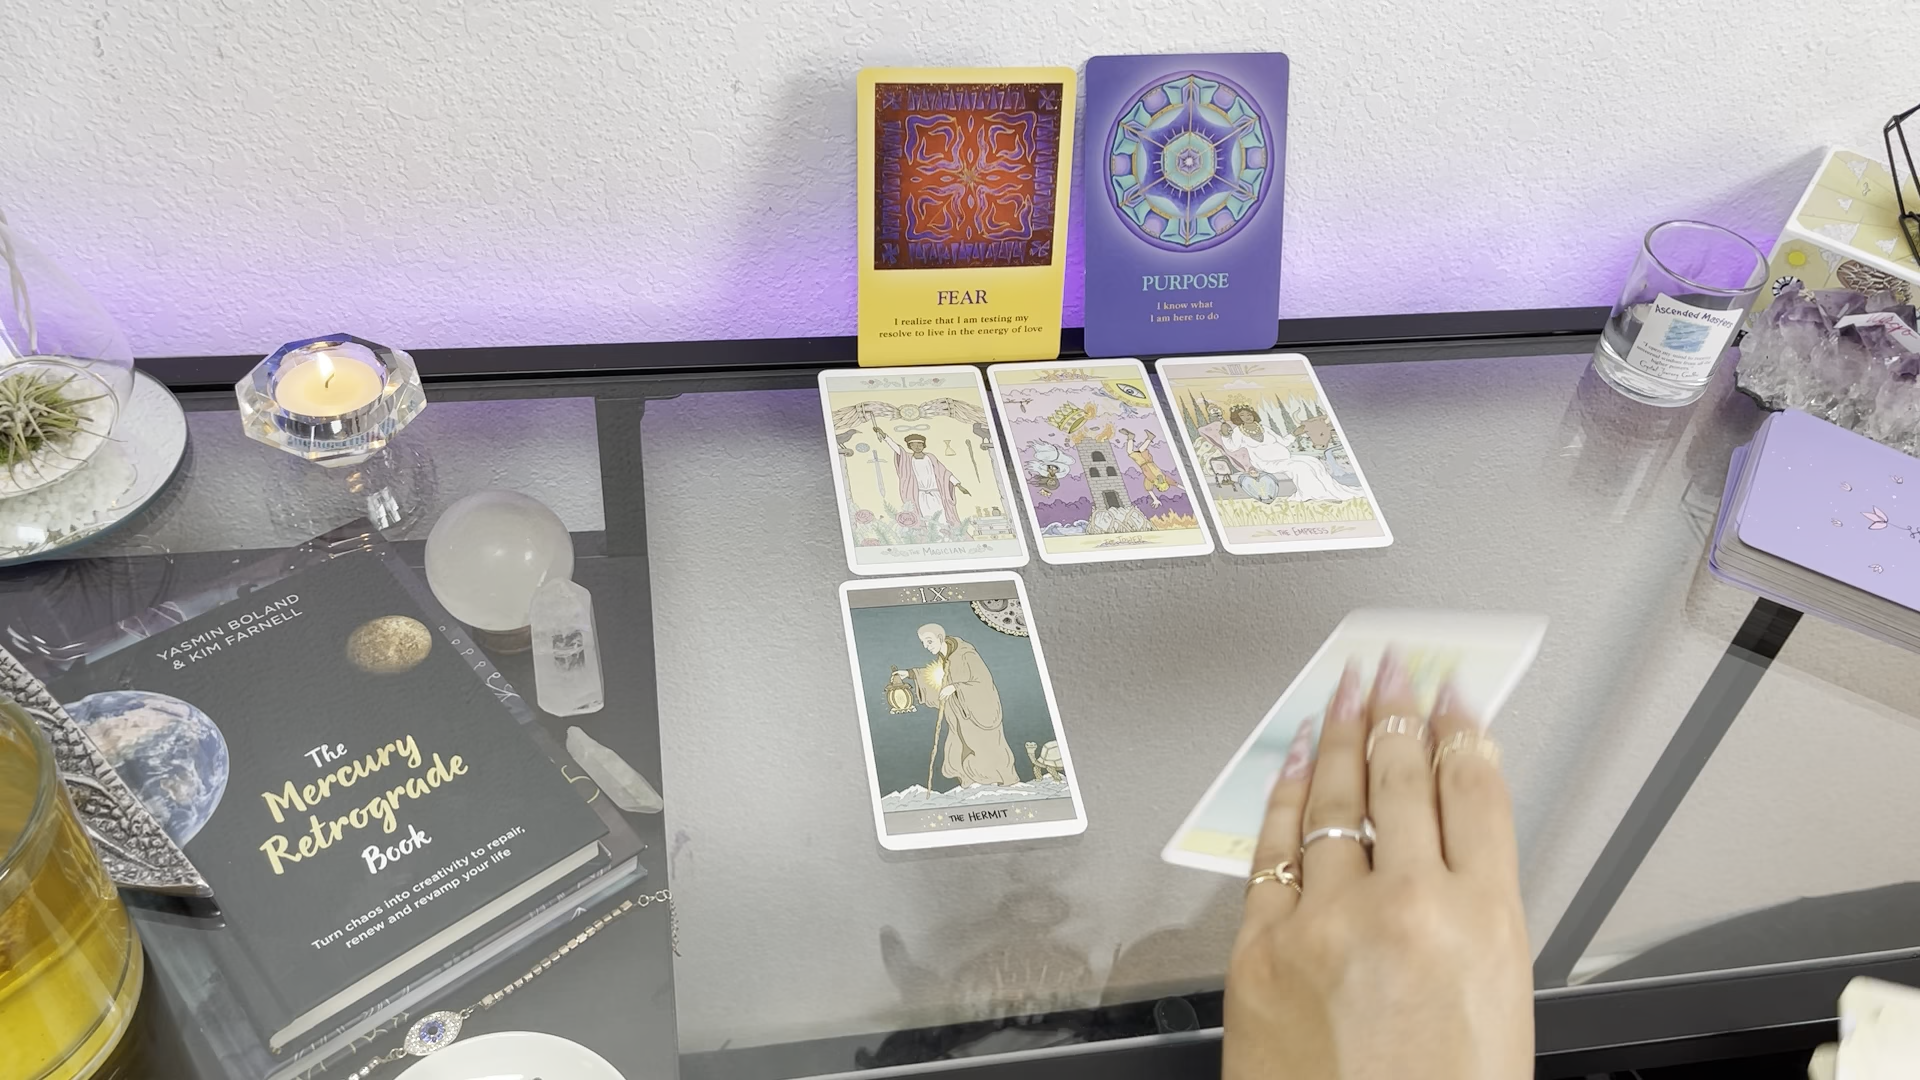 FEAR
I realize that I am testing my
resolve to live in the energy of love
PURPOSE
I know what
I am here to do
THE MAGICIAN
THE TOWER
THE EMPRESS
IX
THE HERMIT
YASMIN BOLAND
& KIM FARNELL
The
Mercury
Retrograde
Book
Turn chaos into creativity to repair,
renew and revamp your life
Ascended Masters